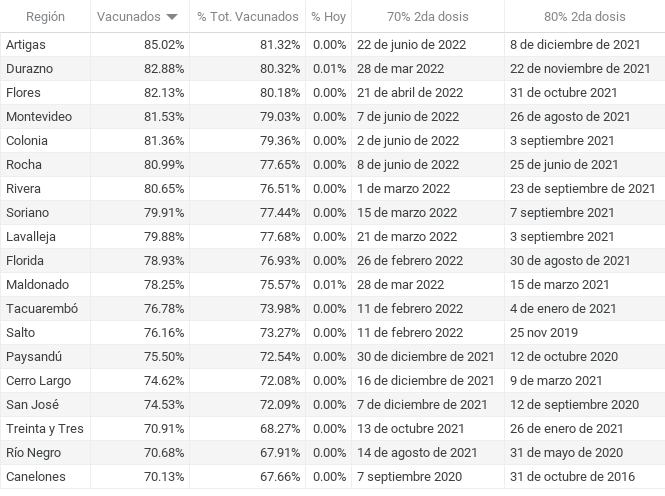 Región Vacunados % Tot. Vacunados % Hoy 70% 2da dosis 80% 2da dosis
Artigas 85.02% 81.32% 0.00% 22 de junio de 2022 8 de diciembre de 2021
Durazno 82.88% 80.32% 0.01% 28 de mar 2022 22 de noviembre de 2021
Flores 82.13% 80.18% 0.00% 21 de abril de 2022 31 de octubre 2021
Montevideo 81.53% 79.03% 0.00% 7 de junio de 2022 26 de agosto de 2021
Colonia 81.36% 79.36% 0.00% 2 de junio de 2022 3 septiembre 2021
Rocha 80.99% 77.65% 0.00% 8 de junio de 2022 25 de junio de 2021
Rivera 80.65% 76.51% 0.00% 1 de marzo 2022 23 de septiembre de 2021
Soriano 79.91% 77.44% 0.00% 15 de marzo 2022 7 septiembre 2021
Lavalleja 79.88% 77.68% 0.00% 21 de marzo 2022 3 septiembre 2021
Florida 78.93% 76.93% 0.00% 26 de febrero 2022 30 de agosto de 2021
Maldonado 78.25% 75.57% 0.01% 28 de mar 2022 15 de marzo 2021
Tacuarembó 76.78% 73.98% 0.00% 11 de febrero 2022 4 de enero de 2021
Salto 76.16% 73.27% 0.00% 11 de febrero 2022 25 nov 2019
Paysandú 75.50% 72.54% 0.00% 30 de diciembre de 2021 12 de octubre 2020
Cerro Largo 74.62% 72.08% 0.00% 16 de diciembre de 2021 9 de marzo 2021
San José 74.53% 72.09% 0.00% 7 de diciembre de 2021 12 de septiembre 2020
Treinta y Tres 70.91% 68.27% 0.00% 13 de octubre 2021 26 de enero de 2021
Río Negro 70.68% 67.91% 0.00% 14 de agosto de 2021 31 de mayo de 2020
Canelones 70.13% 67.66% 0.00% 7 septiembre 2020 31 de octubre de 2016